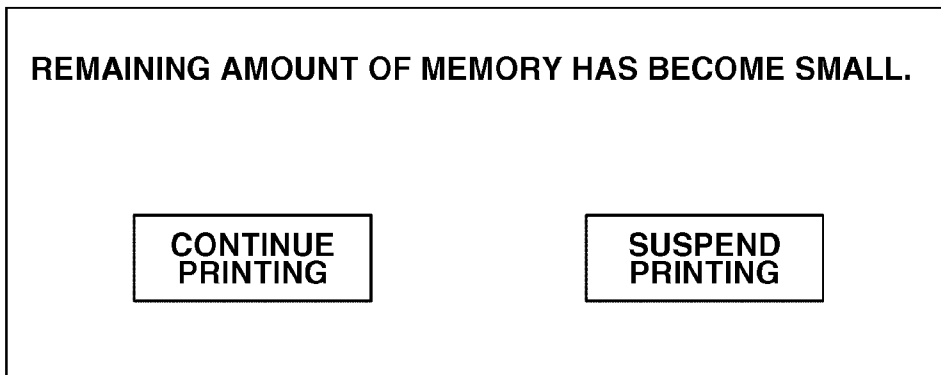 REMAINING AMOUNT OF MEMORY HAS BECOME SMALL.
CONTINUE
PRINTING
SUSPEND
PRINTING